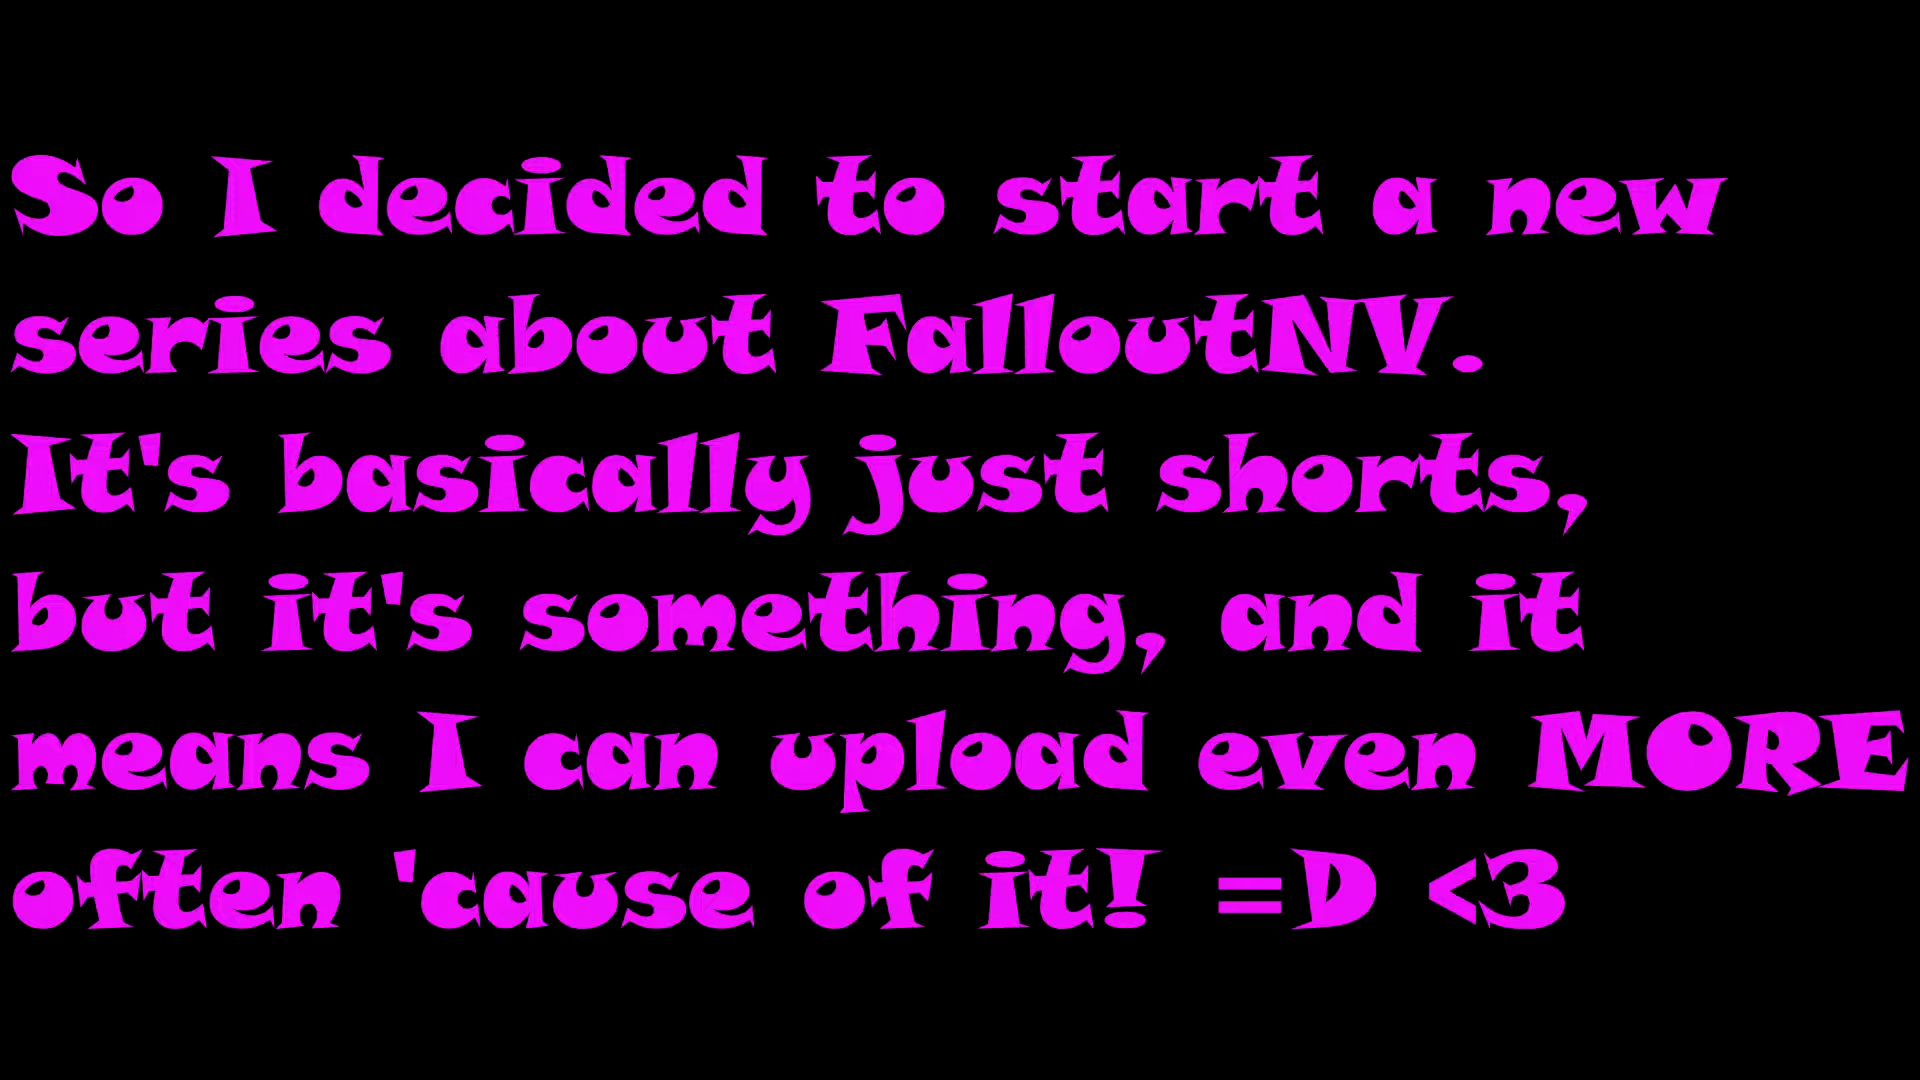 So I decided to start a new
series about FalloutNV.
It's basically just shorts,
but it's something, and it
means I can upload even MORE
often 'cause of it! =D <3